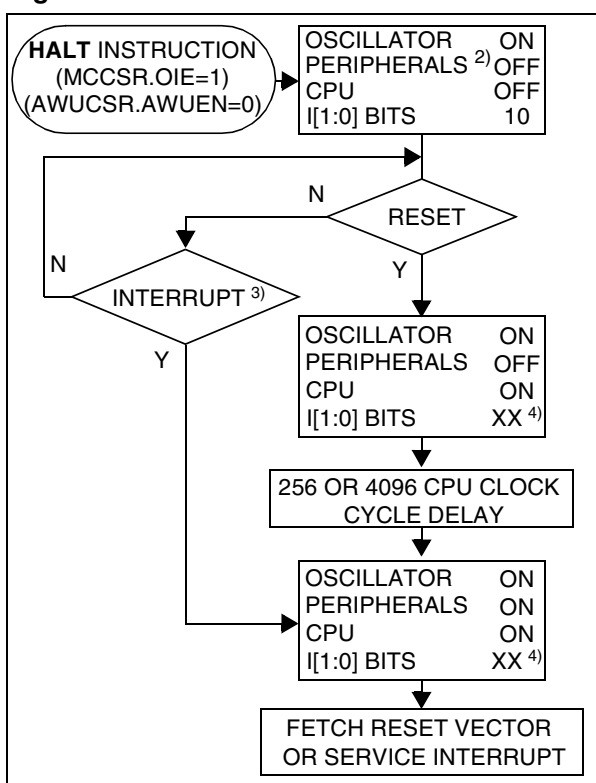 HALT INSTRUCTION
(MCCSR.OIE=1)
(AWUCSR.AWUEN=0)
OSCILLATOR ON
PERIPHERALS 2) OFF
CPU OFF
I[1:0] BITS 10
N
RESET
Y
N
INTERRUPT 3)
Y
OSCILLATOR ON
PERIPHERALS OFF
CPU ON
I[1:0] BITS XX 4)
256 OR 4096 CPU CLOCK
CYCLE DELAY
OSCILLATOR ON
PERIPHERALS ON
CPU ON
I[1:0] BITS XX 4)
FETCH RESET VECTOR
OR SERVICE INTERRUPT